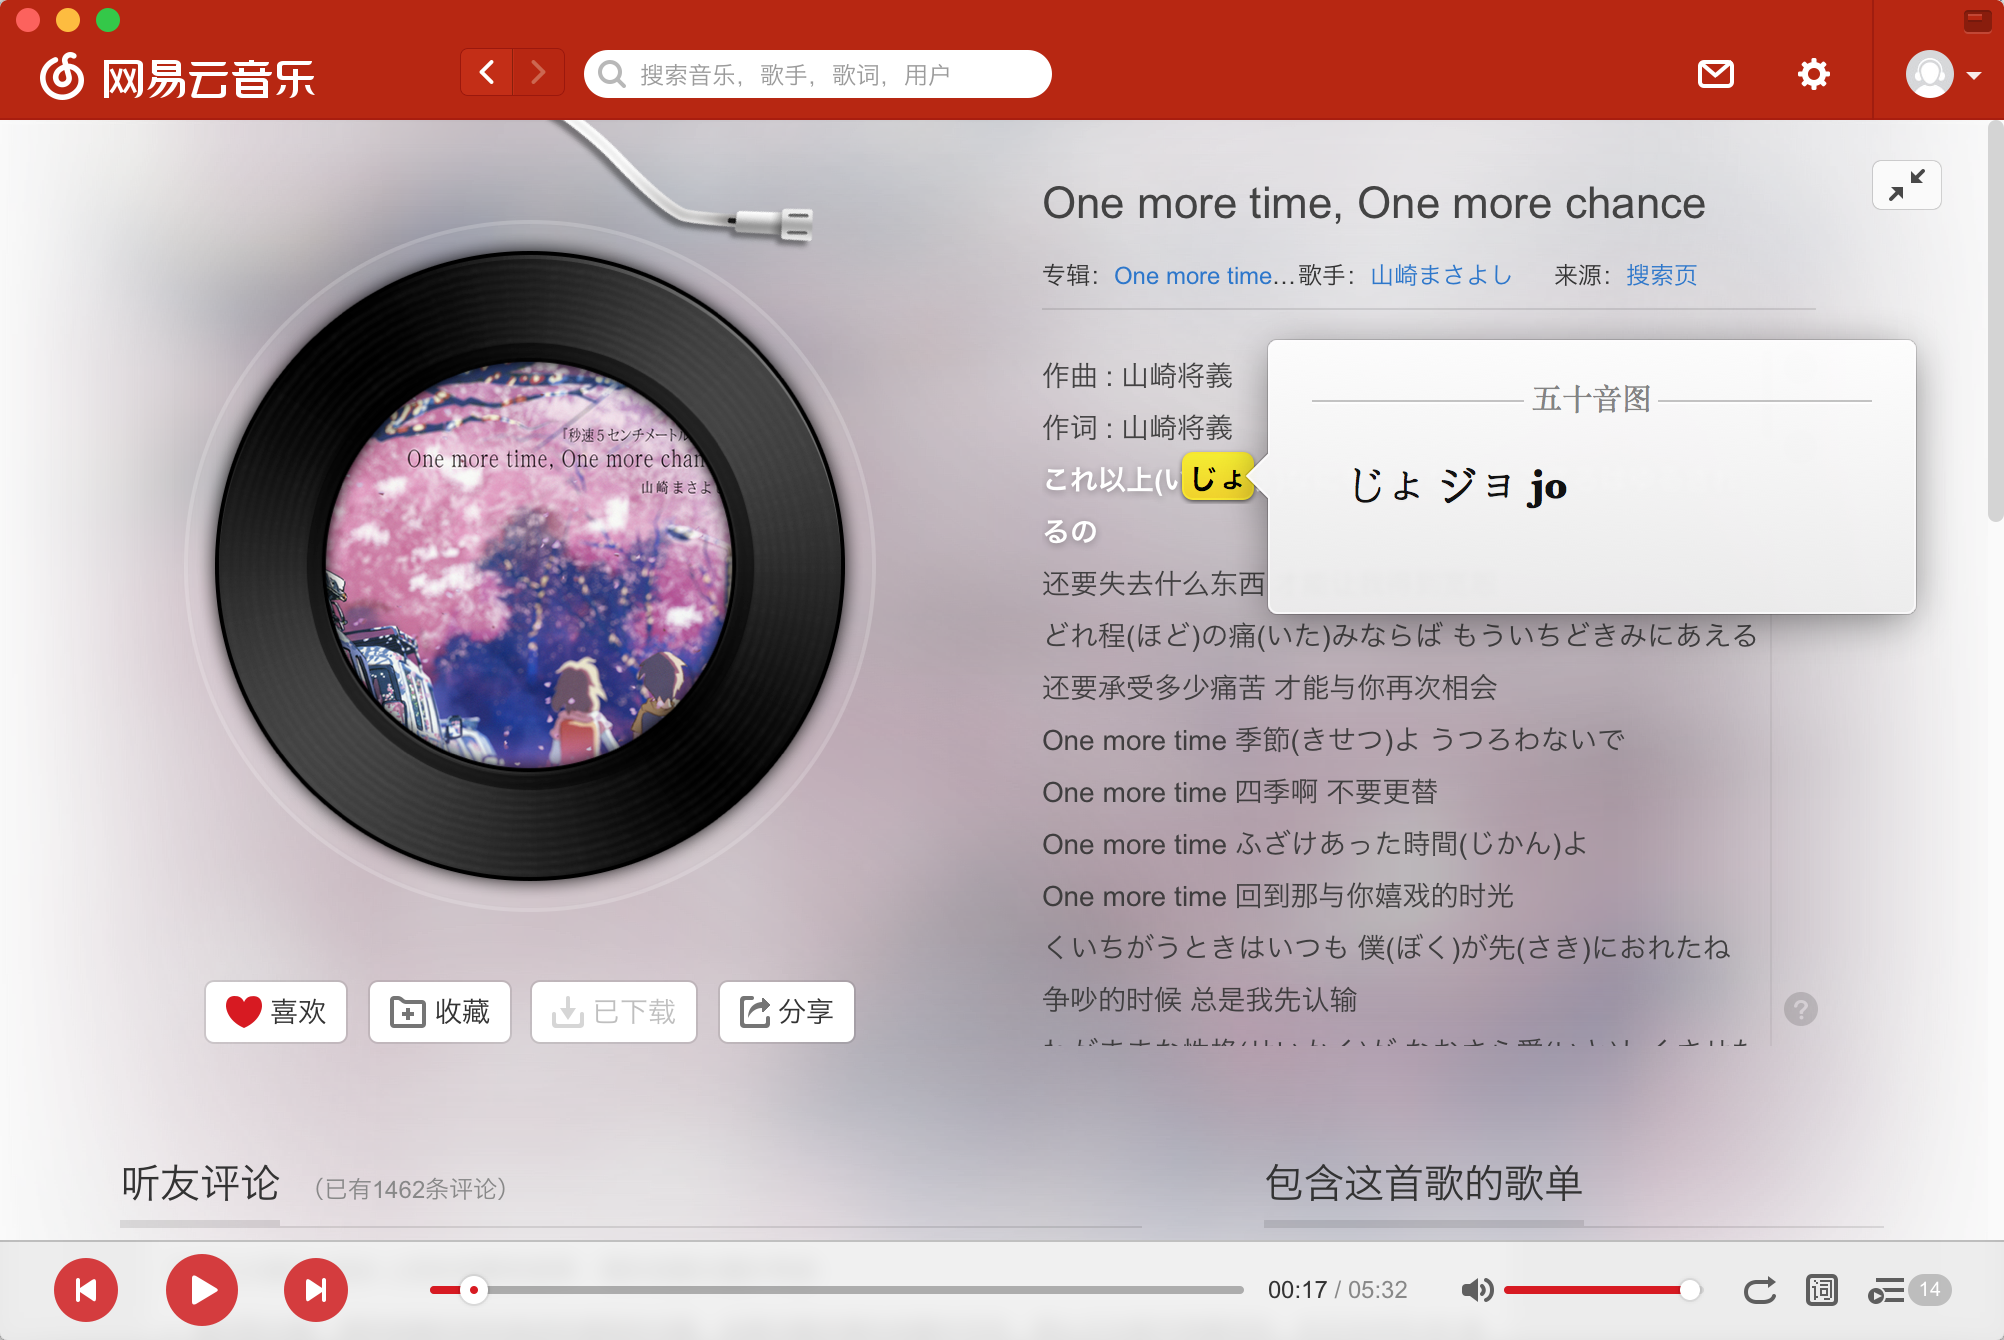 网易云音乐
搜索音乐，歌手，歌词，用户
One more time, One more chance
专辑： One more time... 歌手： 山崎まさよし 来源： 搜索页
「秒速５センチメートル
One more time, One more chan
山崎まさよ
作曲 : 山崎将義
作词 : 山崎将義
これ以上(い じょ
るの
五十音图
じょ ジョ jo
还要失去什么东西
どれ程(ほど)の痛(いた)みならば もういちどきみにあえる
还要承受多少痛苦 才能与你再次相会
One more time 季節(きせつ)よ うつろわないで
One more time 四季啊 不要更替
One more time ふざけあった時間(じかん)よ
One more time 回到那与你嬉戏的时光
くいちがうときはいつも 僕(ぼく)が先(さき)におれたね
争吵的时候 总是我先认输
喜欢 收藏 已下载 分享
?
听友评论 （已有1462条评论）
包含这首歌的歌单
00:17 / 05:32
词
14